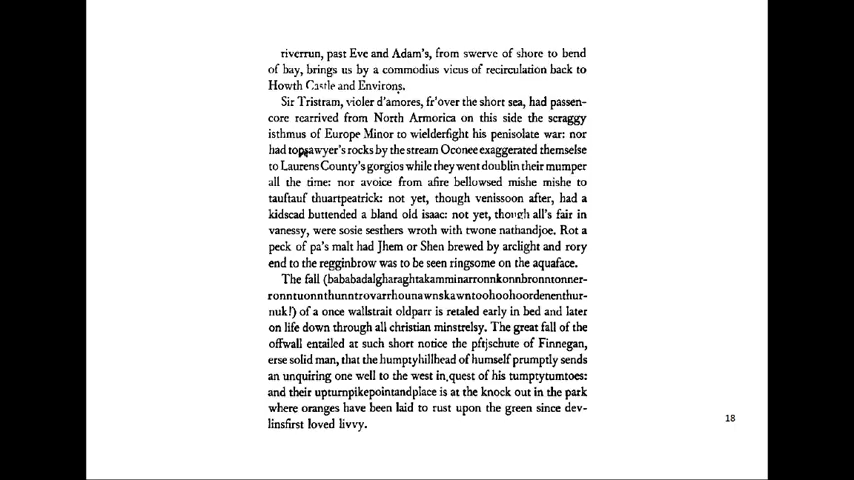 riverrun, past Eve and Adam's, from swerve of shore to bend
of bay, brings us by a commodius vicus of recirculation back to
Howth Castle and Environs.
Sir Tristram, violer d'amores, fr'over the short sea, had passen-
core rearrived from North Armorica on this side the scraggy
isthmus of Europe Minor to wielderfight his penisolate war: nor
had topsawyer's rocks by the stream Oconee exaggerated themselse
to Laurens County's gorgios while they went doublin their mumper
all the time: nor avoice from afire bellowsed mishe mishe to
tauftauf thuartpeatrick: not yet, though venissoon after, had a
kidscad buttended a bland old isaac: not yet, though all's fair in
vanessy, were sosie sesthers wroth with twone nathandjoe. Rot a
peck of pa's malt had Jhem or Shen brewed by arclight and rory
end to the regginbrow was to be seen ringsome on the aquaface.
The fall (bababadalgharaghtakamminarronnkonnbronntonner-
ronntuonnthunntrovarrhounawnskawntoohoohoordenenthur-
nuk!) of a once wallstrait oldparr is retaled early in bed and later
on life down through all christian minstrelsy. The great fall of the
offwall entailed at such short notice the pftjschute of Finnegan,
erse solid man, that the humptyhillhead of humself prumptly sends
an unquiring one well to the west in quest of his tumptytumtoes:
and their upturnpikepointandplace is at the knock out in the park
where oranges have been laid to rust upon the green since dev-
linsfirst loved livvy.
18